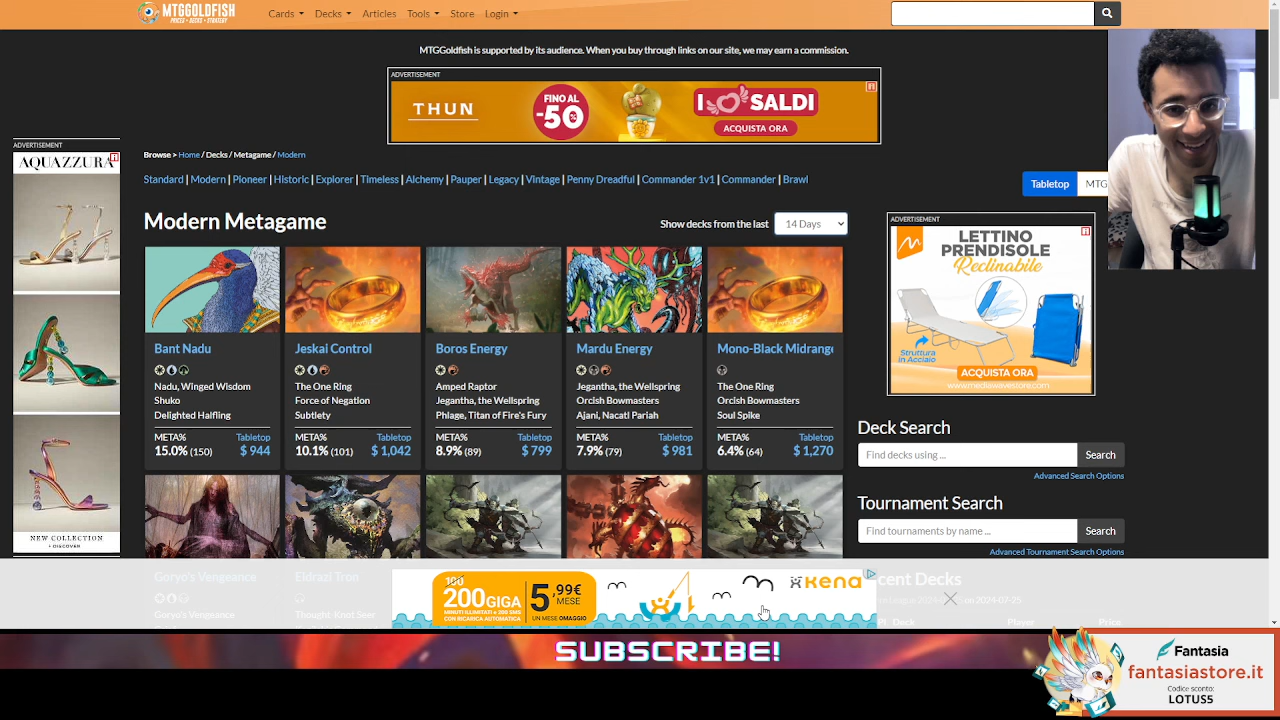 MTGGOLDFISH
PRICES • DECKS • STRATEGY
Cards
Decks
Articles
Tools
Store
Login
MTGGoldfish is supported by its audience. When you buy through links on our site, we may earn a commission.
ADVERTISEMENT
THUN
FINO AL
-50%
I SALDI
ACQUISTA ORA
ADVERTISEMENT
AQUAZZURA
NEW COLLECTION
+ DISCOVER
Browse > Home / Decks / Metagame / Modern
Standard | Modern | Pioneer | Historic | Explorer | Timeless | Alchemy | Pauper | Legacy | Vintage | Penny Dreadful | Commander 1v1 | Commander | Brawl
Tabletop
MTG
Modern Metagame
Show decks from the last
14 Days
Bant Nadu
Nadu, Winged Wisdom
Shuko
Delighted Halfling
META%
Tabletop
15.0% (150)
$ 944
Jeskai Control
The One Ring
Force of Negation
Subtlety
META%
Tabletop
10.1% (101)
$ 1,042
Boros Energy
Amped Raptor
Jegantha, the Wellspring
Phlage, Titan of Fire's Fury
META%
Tabletop
8.9% (89)
$ 799
Mardu Energy
Jegantha, the Wellspring
Orcish Bowmasters
Ajani, Nacatl Pariah
META%
Tabletop
7.9% (79)
$ 981
Mono-Black Midrange
The One Ring
Orcish Bowmasters
Soul Spike
META%
Tabletop
6.4% (64)
$ 1,270
Goryo's Vengeance
Goryo's Vengeance
Eldrazi Tron
Thought-Knot Seer
ADVERTISEMENT
LETTINO
PRENDISOLE
Reclinabile
Struttura
in Acciaio
ACQUISTA ORA
www.mediawavestore.com
Deck Search
Find decks using ...
Search
Advanced Search Options
Tournament Search
Find tournaments by name ...
Search
Advanced Tournament Search Options
cent Decks
on 2024-07-25
Pl
Deck
Player
Price
100
200GIGA
MINUTI ILLIMITATI E 200 SMS
CON RICARICA AUTOMATICA
5,99€
MESE
UN MESE OMAGGIO
kena
SUBSCRIBE!
Fantasia
fantasiastore.it
Codice sconto:
LOTUS5